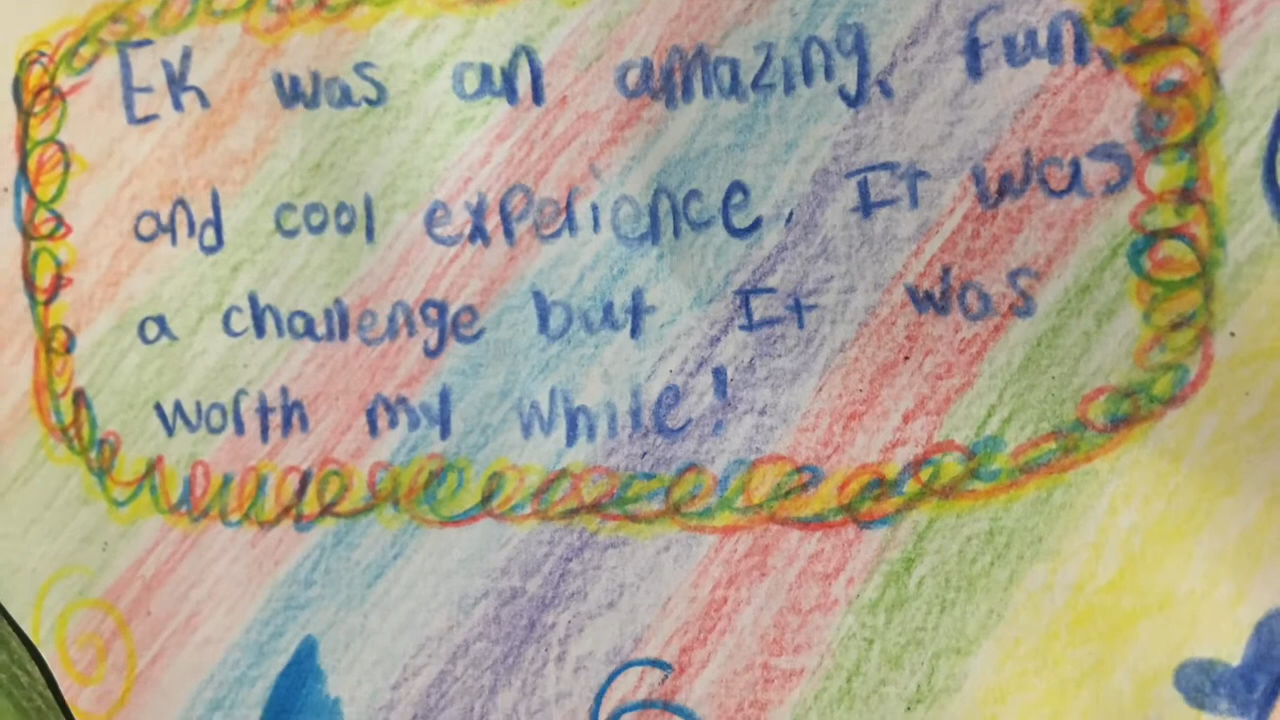 EK was an amazing, fun,
and cool experience. It was
a challenge but It was
worth my while!